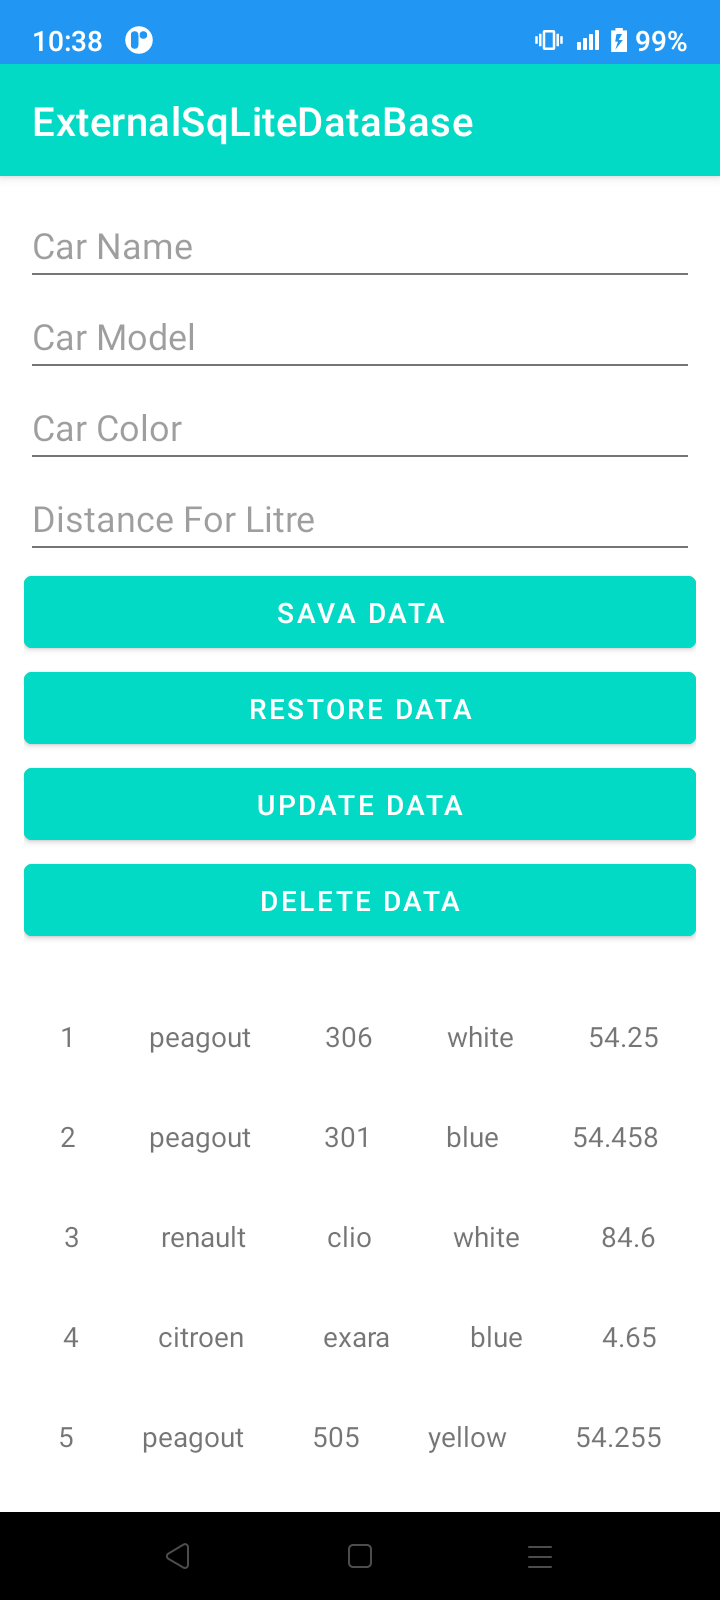 10:38 99%
ExternalSqLiteDataBase
Car Name
Car Model
Car Color
Distance For Litre
SAVA DATA
RESTORE DATA
UPDATE DATA
DELETE DATA
1 peagout 306 white 54.25
2 peagout 301 blue 54.458
3 renault clio white 84.6
4 citroen exara blue 4.65
5 peagout 505 yellow 54.255